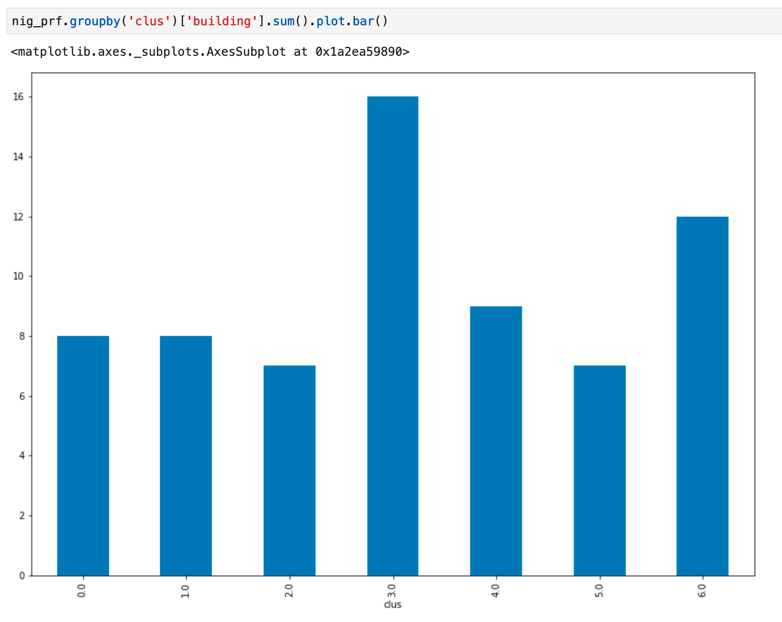 nig_prf.groupby('clus')['building'].sum().plot.bar()
<matplotlib.axes._subplots.AxesSubplot at 0x1a2ea59890>
16
14
12
10
8
6
4
2
0
0.0 1.0 2.0 3.0 4.0 5.0 6.0
clus